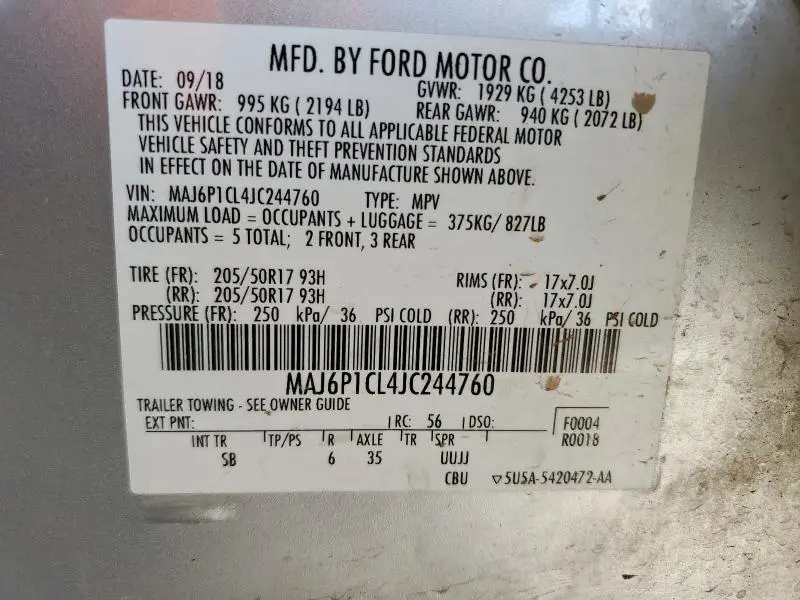 MFD. BY FORD MOTOR CO.
DATE: 09/18 GVWR: 1929 KG ( 4253 LB)
FRONT GAWR: 995 KG ( 2194 LB) REAR GAWR: 940 KG ( 2072 LB)
THIS VEHICLE CONFORMS TO ALL APPLICABLE FEDERAL MOTOR
VEHICLE SAFETY AND THEFT PREVENTION STANDARDS
IN EFFECT ON THE DATE OF MANUFACTURE SHOWN ABOVE.
VIN: MAJ6P1CL4JC244760 TYPE: MPV
MAXIMUM LOAD = OCCUPANTS + LUGGAGE = 375KG/ 827LB
OCCUPANTS = 5 TOTAL; 2 FRONT, 3 REAR
TIRE (FR): 205/50R17 93H RIMS (FR): 17x7.0J
(RR): 205/50R17 93H (RR): 17x7.0J
PRESSURE (FR): 250 kPa/ 36 PSI COLD (RR): 250 kPa/ 36 PSI COLD
MAJ6P1CL4JC244760
TRAILER TOWING - SEE OWNER GUIDE
EXT PNT: RC: 56 DSO: F0004
INT TR TP/PS R AXLE TR SPR R0018
SB 6 35 UUJJ
CBU 5U5A-5420472-AA